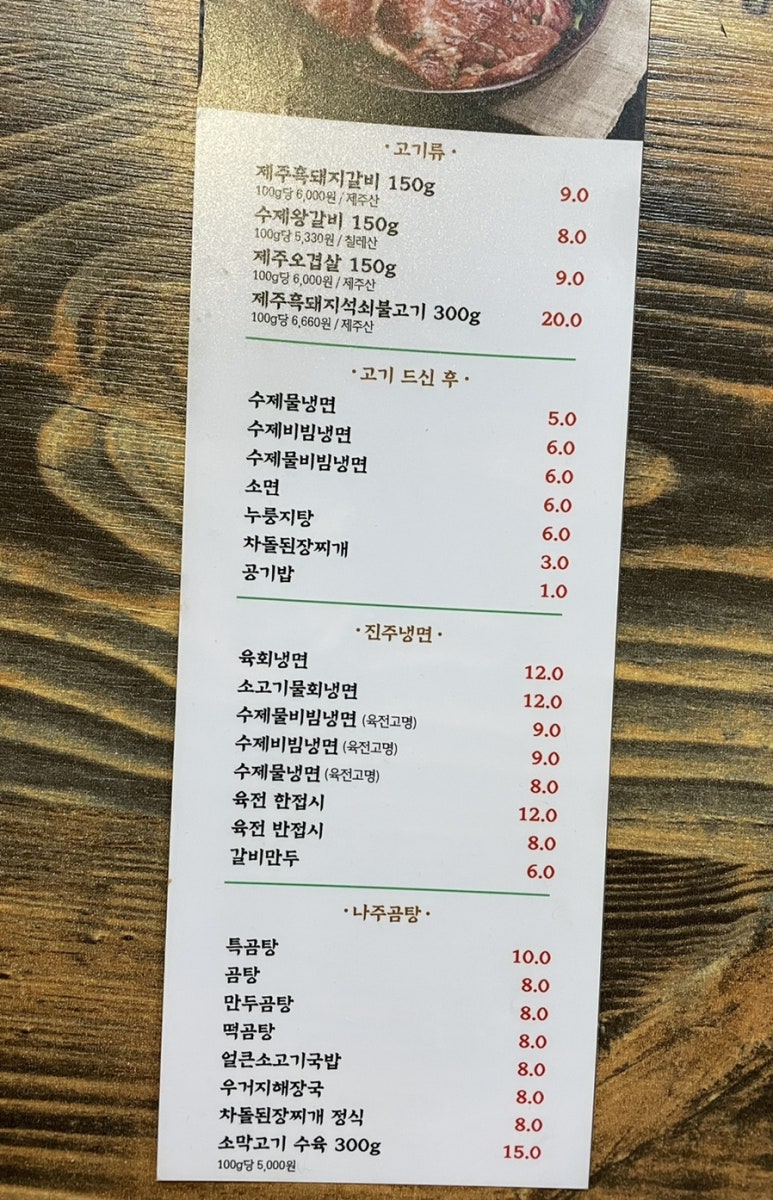 ·고기류·
제주흑돼지갈비 150g 9.0
100g당 6,000원 / 제주산
수제왕갈비 150g 8.0
100g당 5,330원 / 칠레산
제주오겹살 150g 9.0
100g당 6,000원 / 제주산
제주흑돼지석쇠불고기 300g 20.0
100g당 6,660원 / 제주산
·고기 드신 후·
수제물냉면 5.0
수제비빔냉면 6.0
수제물비빔냉면 6.0
소면 6.0
누룽지탕 6.0
차돌된장찌개 3.0
공기밥 1.0
·진주냉면·
육회냉면 12.0
소고기물회냉면 12.0
수제물비빔냉면 (육전고명) 9.0
수제비빔냉면 (육전고명) 9.0
수제물냉면 (육전고명) 8.0
육전 한접시 12.0
육전 반접시 8.0
갈비만두 6.0
·나주곰탕·
특곰탕 10.0
곰탕 8.0
만두곰탕 8.0
떡곰탕 8.0
얼큰소고기국밥 8.0
우거지해장국 8.0
차돌된장찌개 정식 8.0
소막고기 수육 300g 15.0
100g당 5,000원